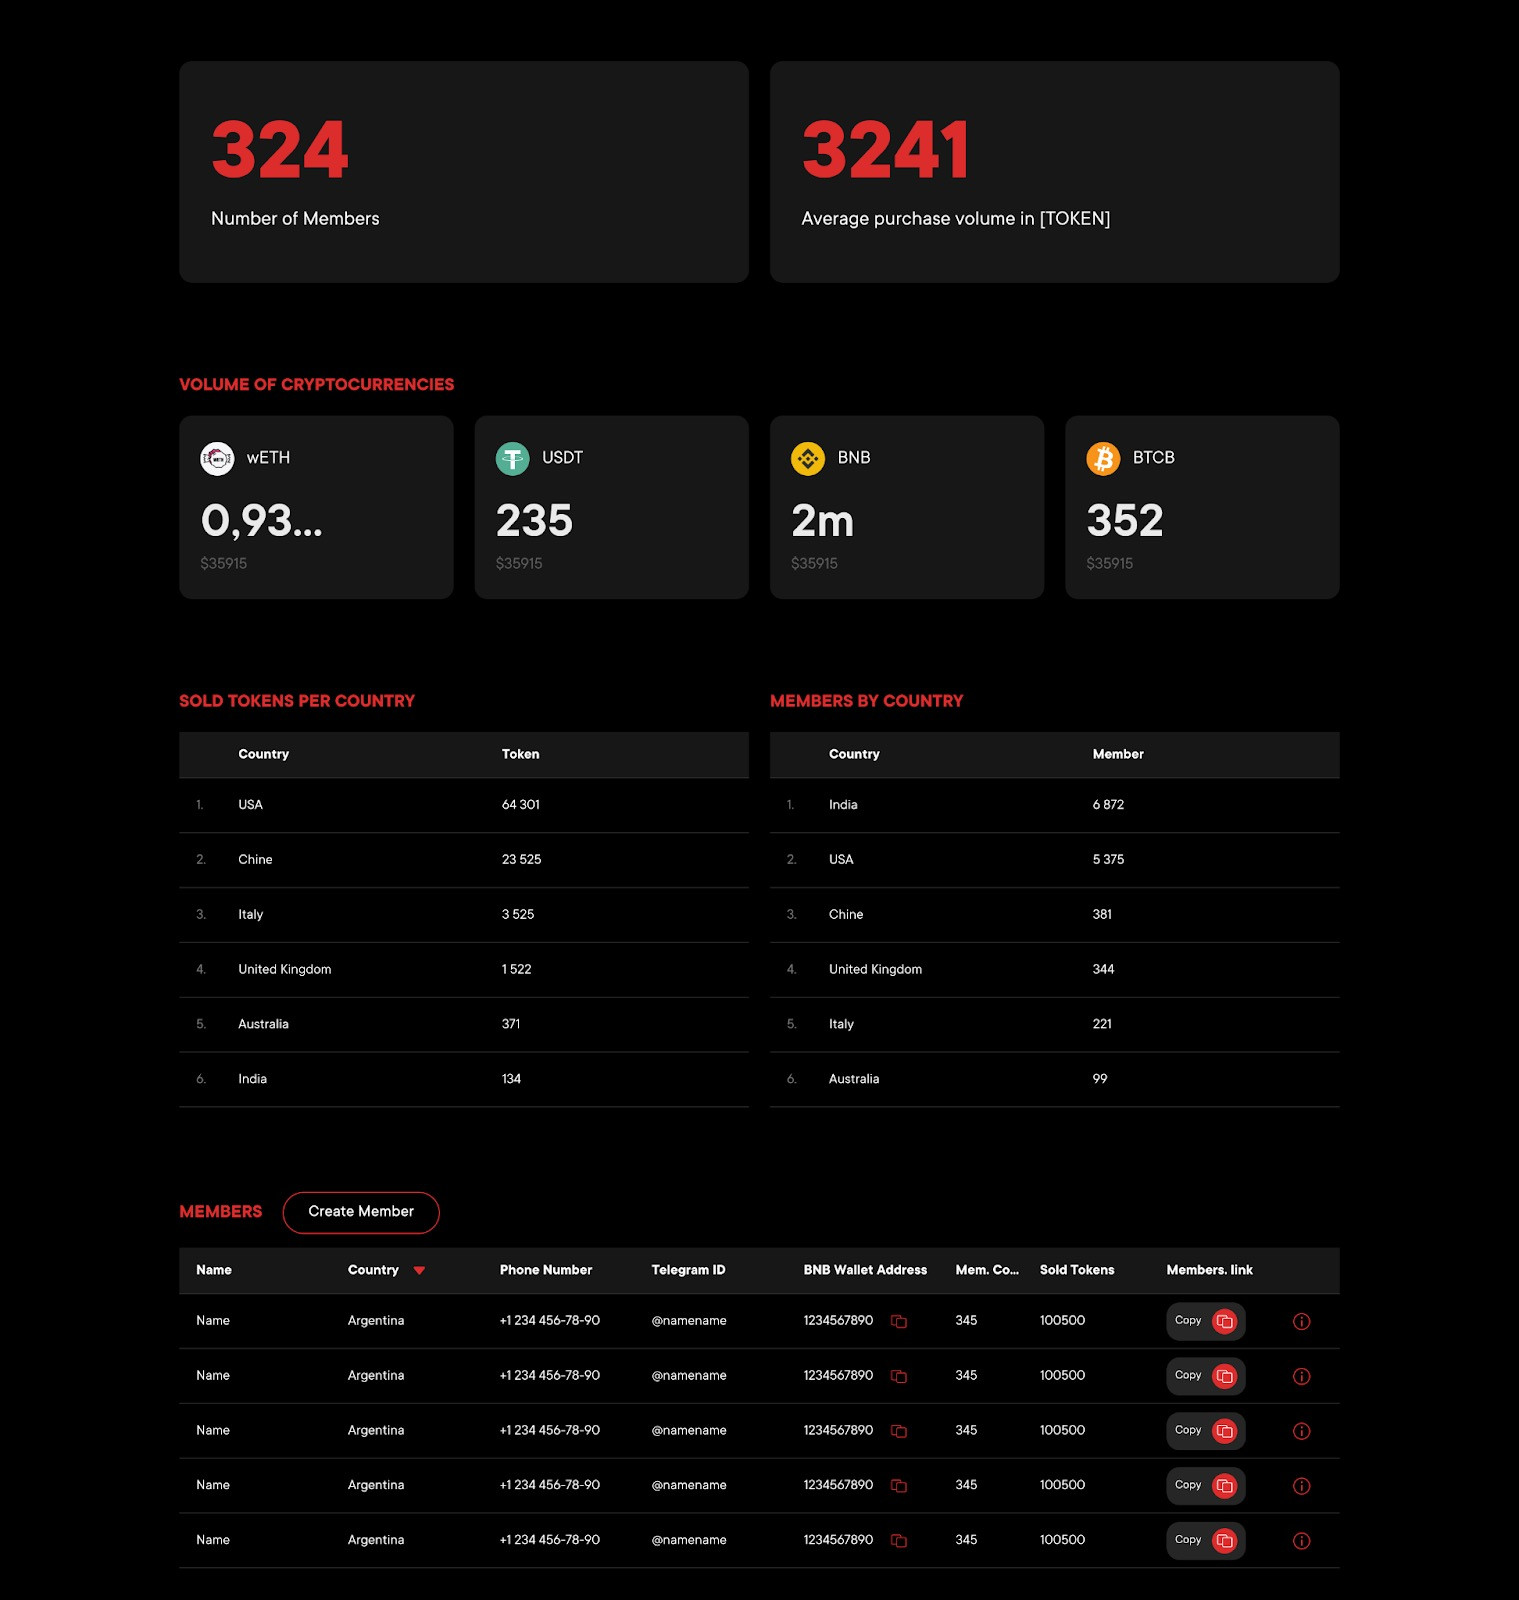 324
Number of Members
3241
Average purchase volume in [TOKEN]
VOLUME OF CRYPTOCURRENCIES
wETH
0,93...
$35915
USDT
235
$35915
BNB
2m
$35915
BTCB
352
$35915
SOLD TOKENS PER COUNTRY
Country Token
1. USA 64 301
2. Chine 23 525
3. Italy 3 525
4. United Kingdom 1 522
5. Australia 371
6. India 134
MEMBERS BY COUNTRY
Country Member
1. India 6 872
2. USA 5 375
3. Chine 381
4. United Kingdom 344
5. Italy 221
6. Australia 99
MEMBERS Create Member
Name Country Phone Number Telegram ID BNB Wallet Address Mem. Co... Sold Tokens Members. link
Name Argentina +1 234 456-78-90 @namename 1234567890 345 100500 Copy
Name Argentina +1 234 456-78-90 @namename 1234567890 345 100500 Copy
Name Argentina +1 234 456-78-90 @namename 1234567890 345 100500 Copy
Name Argentina +1 234 456-78-90 @namename 1234567890 345 100500 Copy
Name Argentina +1 234 456-78-90 @namename 1234567890 345 100500 Copy